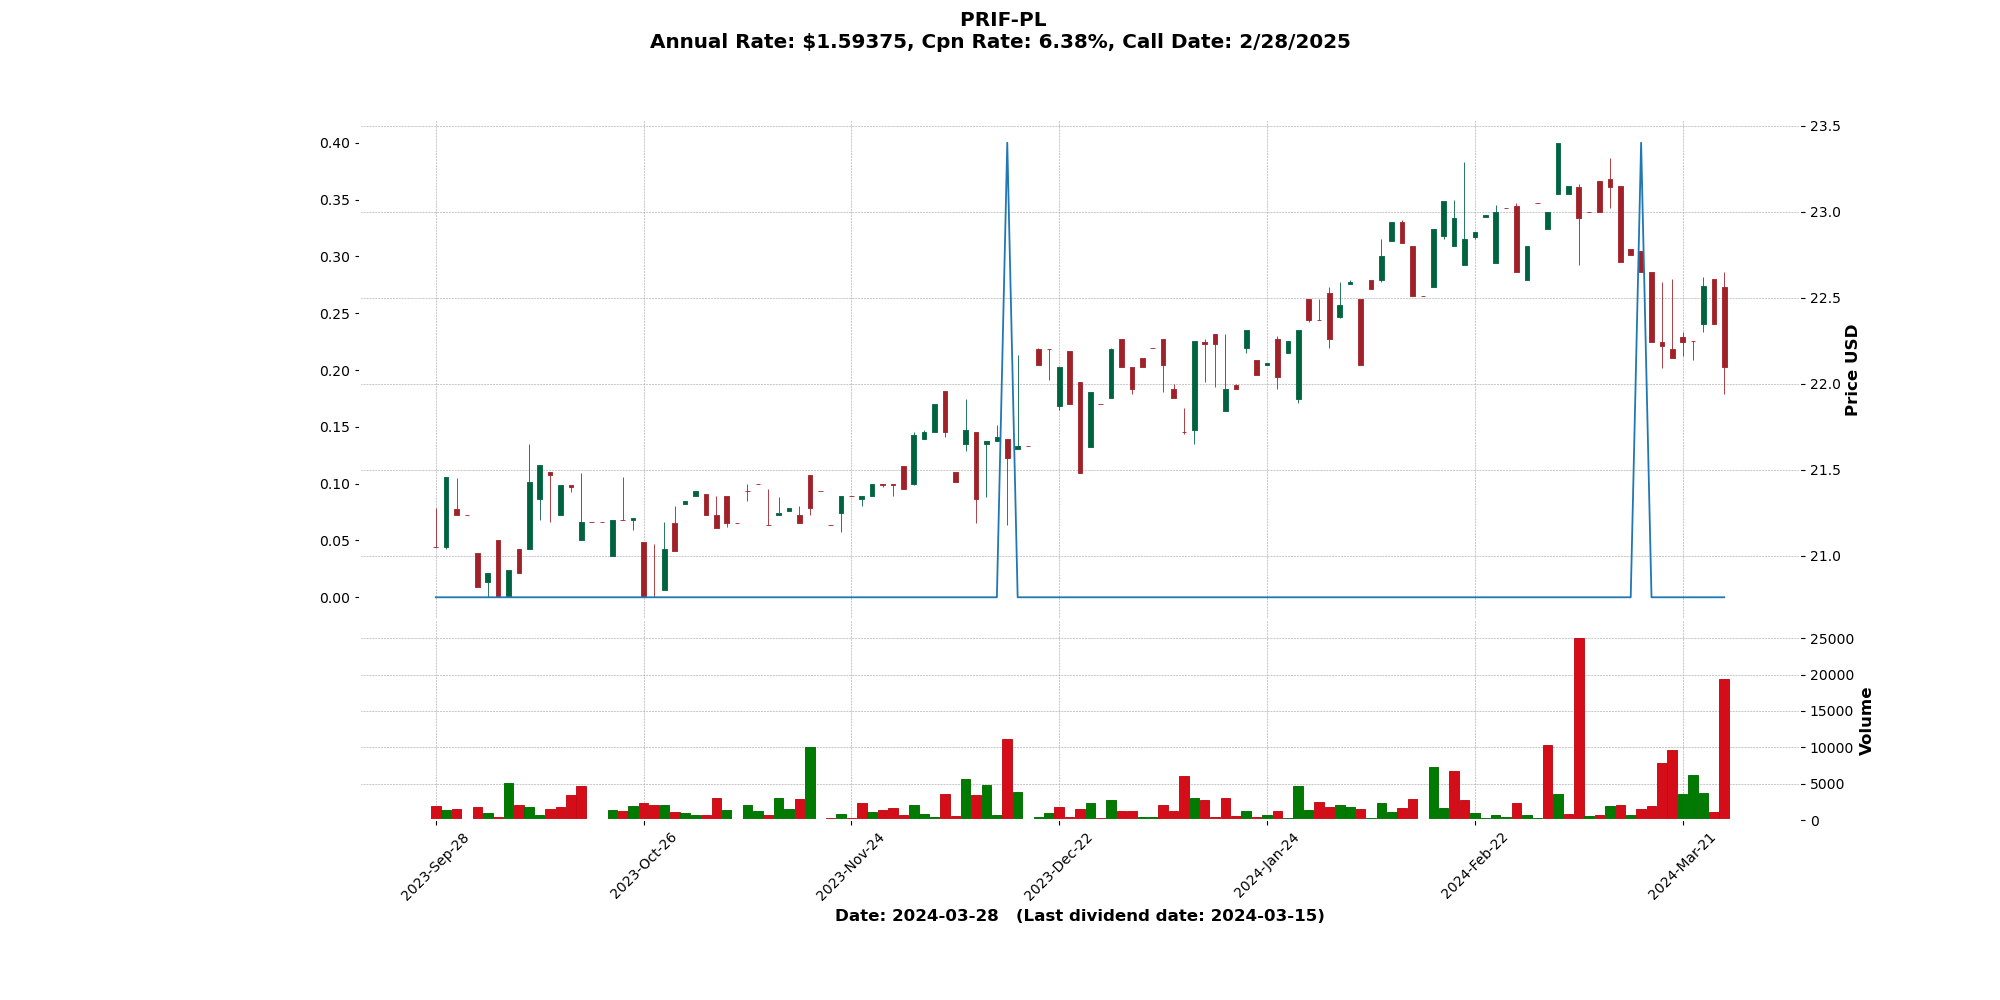 PRIF-PL
Annual Rate: $1.59375, Cpn Rate: 6.38%, Call Date: 2/28/2025
0.40
0.35
0.30
0.25
0.20
0.15
0.10
0.05
0.00
23.5
23.0
22.5
22.0
21.5
21.0
Price USD
25000
20000
15000
10000
5000
0
Volume
2023-Sep-28
2023-Oct-26
2023-Nov-24
2023-Dec-22
2024-Jan-24
2024-Feb-22
2024-Mar-21
Date: 2024-03-28 (Last dividend date: 2024-03-15)